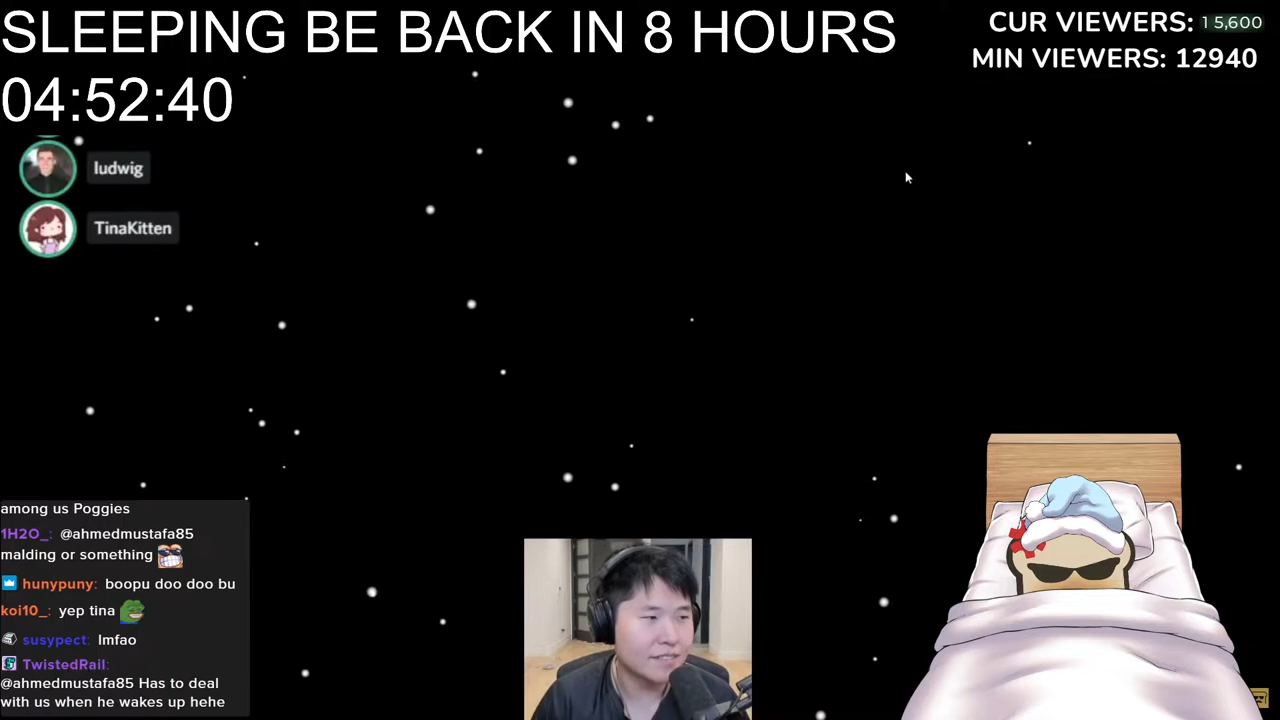 SLEEPING BE BACK IN 8 HOURS
04:52:40
CUR VIEWERS: 15,600
MIN VIEWERS: 12940
ludwig
TinaKitten
among us Poggies
1H2O_: @ahmedmustafa85
malding or something
hunypuny: boopu doo doo bu
koi10_: yep tina
susypect: lmfao
TwistedRail:
@ahmedmustafa85 Has to deal
with us when he wakes up hehe